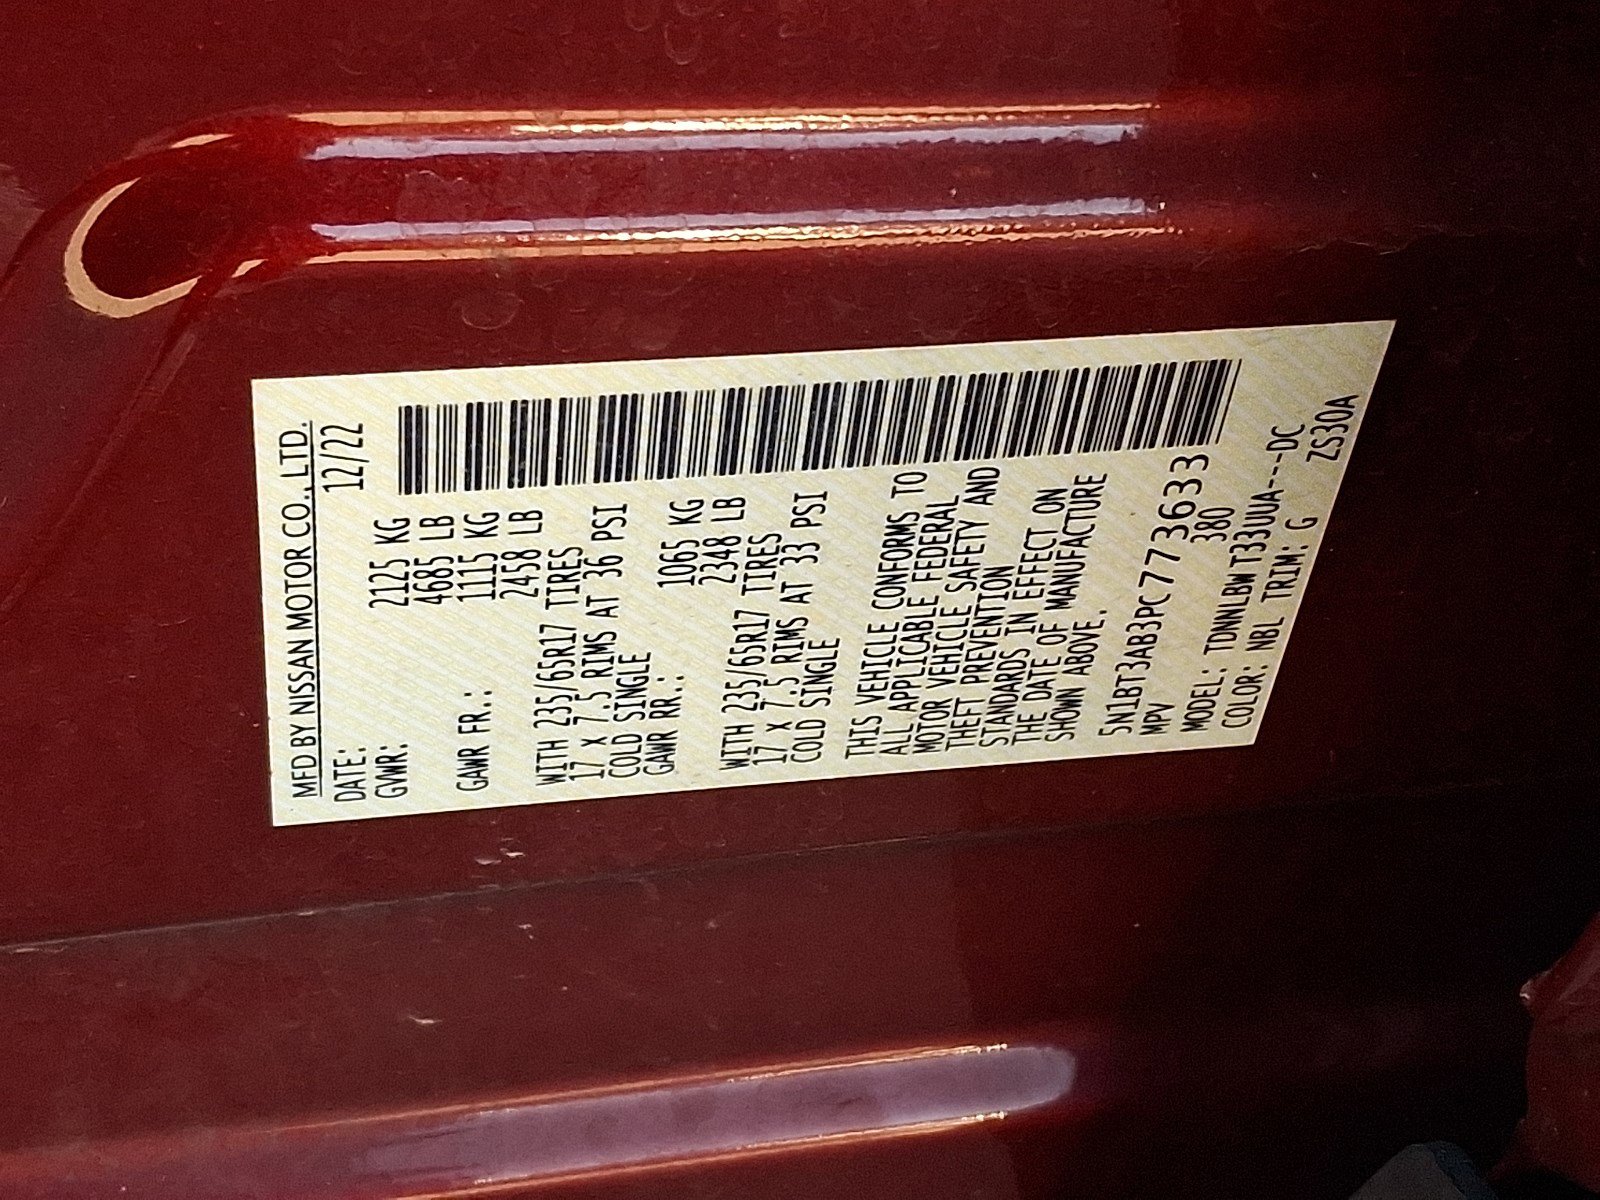 MFD BY NISSAN MOTOR CO., LTD.
DATE: 12/22
GVWR: 2125 KG
4685 LB
GAWR FR.: 1115 KG
2458 LB
WITH 235/65R17 TIRES
17 X 7.5 RIMS AT 36 PSI
COLD SINGLE
GAWR RR.: 1065 KG
2348 LB
WITH 235/65R17 TIRES
17 X 7.5 RIMS AT 33 PSI
COLD SINGLE
THIS VEHICLE CONFORMS TO
ALL APPLICABLE FEDERAL
MOTOR VEHICLE SAFETY AND
THEFT PREVENTION
STANDARDS IN EFFECT ON
THE DATE OF MANUFACTURE
SHOWN ABOVE.
5N1BT3AB3PC773633
MPV 380
MODEL: TDNNLBWT33UUA---DC
COLOR: NBL TRIM: G ZS30A